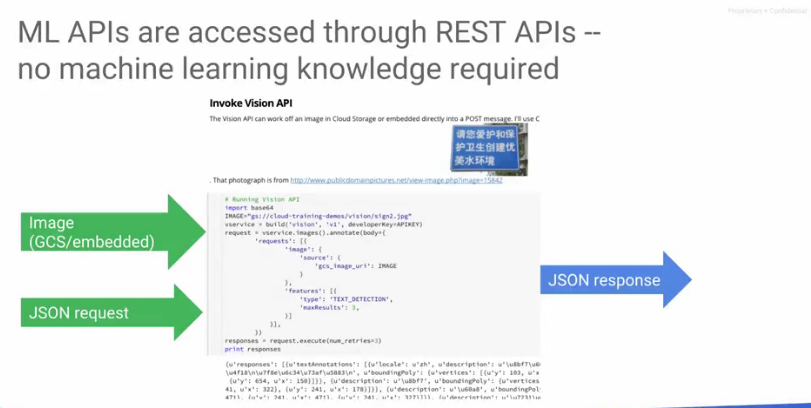 Proprietary + Confidential
ML APIs are accessed through REST APIs --
no machine learning knowledge required
Invoke Vision API
The Vision API can work off an image in Cloud Storage or embedded directly into a POST message. I'll use C
请您爱护和保
护卫生创建优
美水环境
. That photograph is from http://www.publicdomainpictures.net/view-image.php?image=15842
Image
(GCS/embedded)
JSON request
# Running Vision API
import base64
IMAGE="gs://cloud-training-demos/vision/sign2.jpg"
vservice = build('vision', 'v1', developerKey=APIKEY)
request = vservice.images().annotate(body={
'requests': [{
'image': {
'source': {
'gcs_image_uri': IMAGE
}
},
'features': [{
'type': 'TEXT_DETECTION',
'maxResults': 3,
}]
}],
})
responses = request.execute(num_retries=3)
print responses
{u'responses': [{u'textAnnotations': [{u'locale': u'zh', u'description': u'\u8bf7\u6
\u4f18\n\u7f8e\u6c34\u73af\u5883\n', u'boundingPoly': {u'vertices': [{u'y': 103, u'x'
{u'y': 654, u'x': 150}]}}, {u'description': u'\u8bf7', u'boundingPoly': {u'vertices
41, u'x': 322}, {u'y': 241, u'x': 178}]}}, {u'description': u'\u60a8', u'boundingPol
JSON response